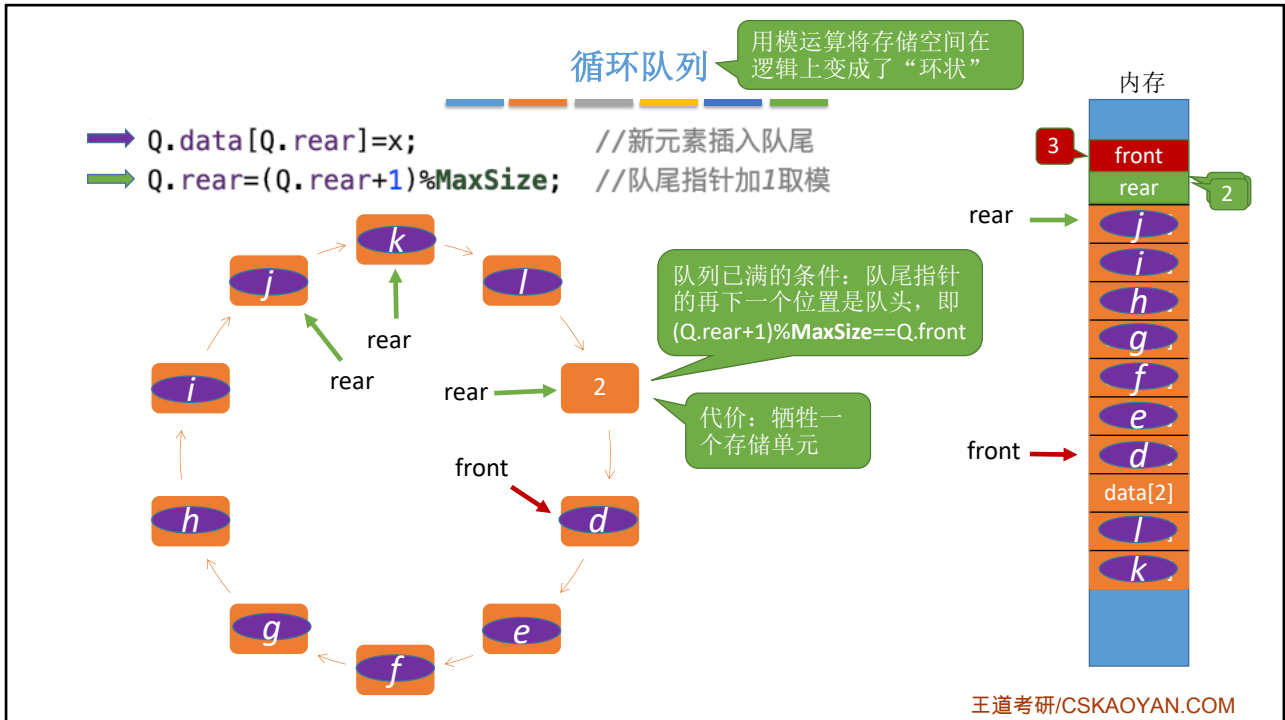 循环队列
用模运算将存储空间在
逻辑上变成了“环状”
Q.data[Q.rear]=x; //新元素插入队尾
Q.rear=(Q.rear+1)%MaxSize; //队尾指针加1取模
k
l
2
d
e
f
g
h
i
j
rear
rear
rear
front
队列已满的条件：队尾指针
的再下一个位置是队头，即
(Q.rear+1)%MaxSize==Q.front
代价：牺牲一
个存储单元
内存
3
front
rear
2
rear
j
i
h
g
f
e
front
d
data[2]
l
k
王道考研/CSKAOYAN.COM